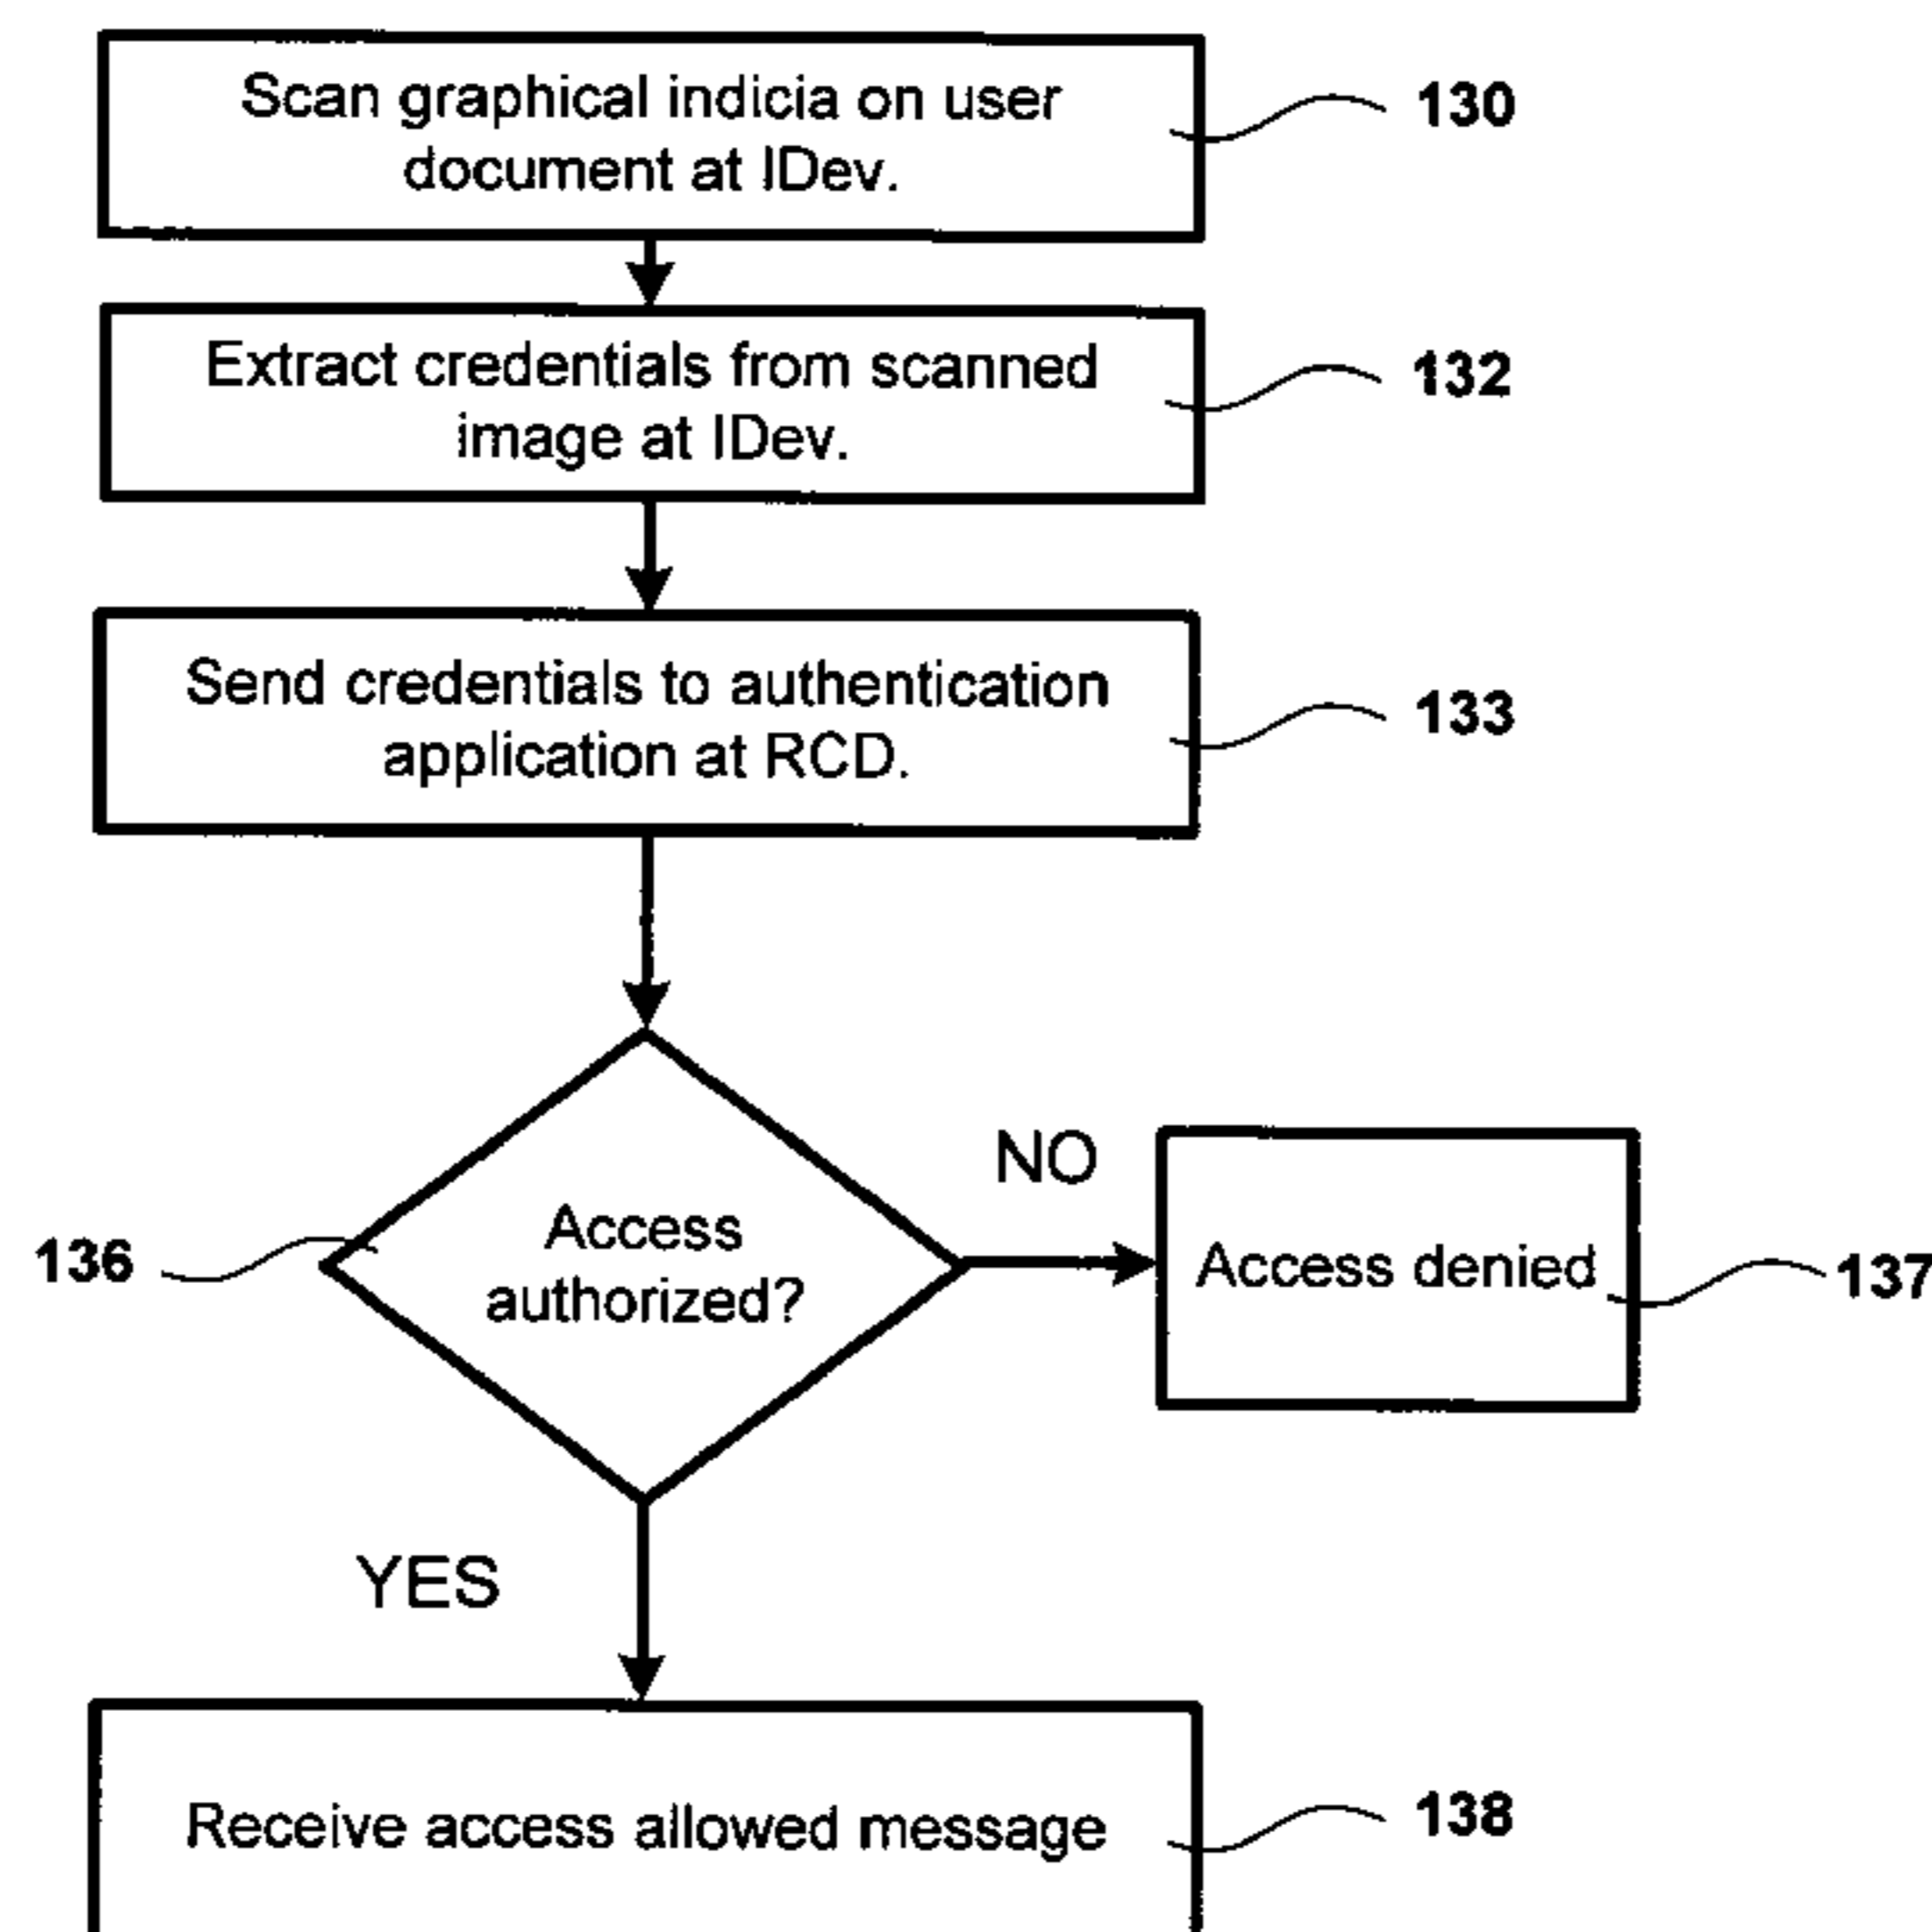 Scan graphical indicia on user
document at IDev.
130
Extract credentials from scanned
image at IDev.
132
Send credentials to authentication
application at RCD.
133
NO
Access
authorized?
136
Access denied
137
YES
Receive access allowed message
138